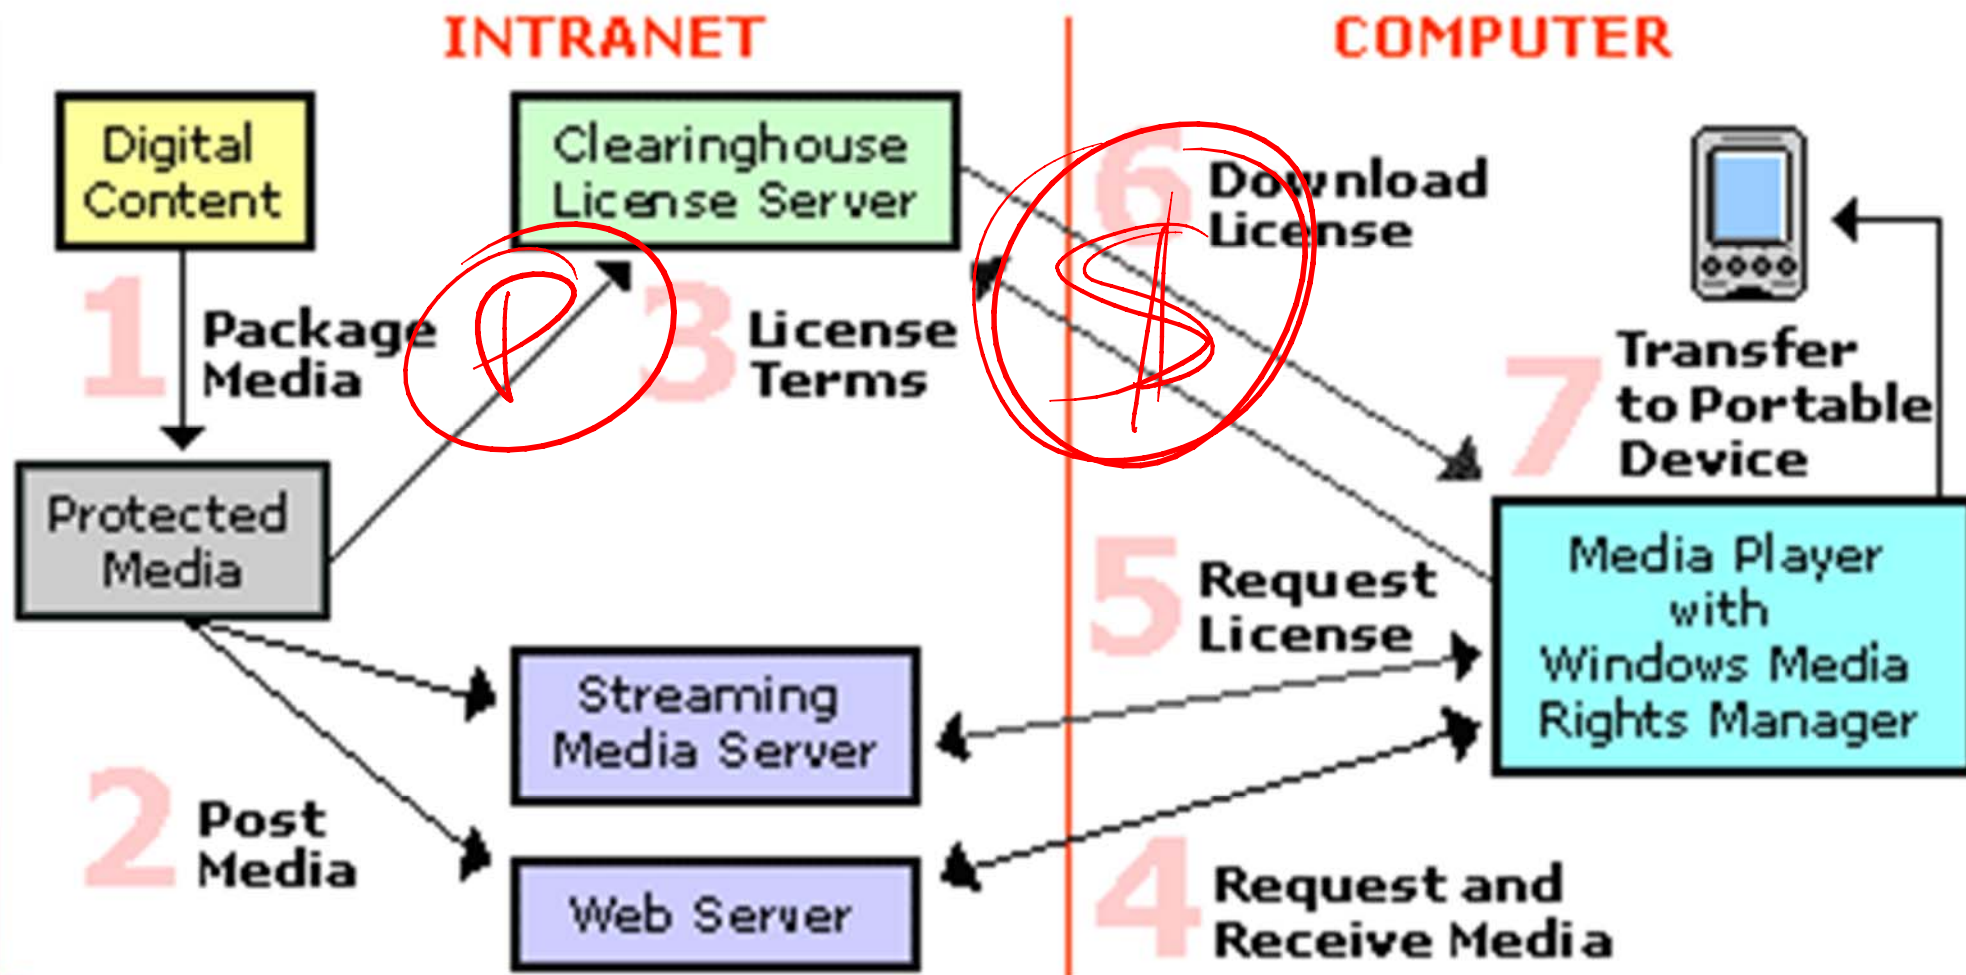 INTRANET
COMPUTER
Digital
Content
Clearinghouse
License Server
6
Download
License
1
Package
Media
P
3
License
Terms
$
7
Transfer
to Portable
Device
Protected
Media
5
Request
License
Media Player
with
Windows Media
Rights Manager
Streaming
Media Server
2
Post
Media
Web Server
4
Request and
Receive Media